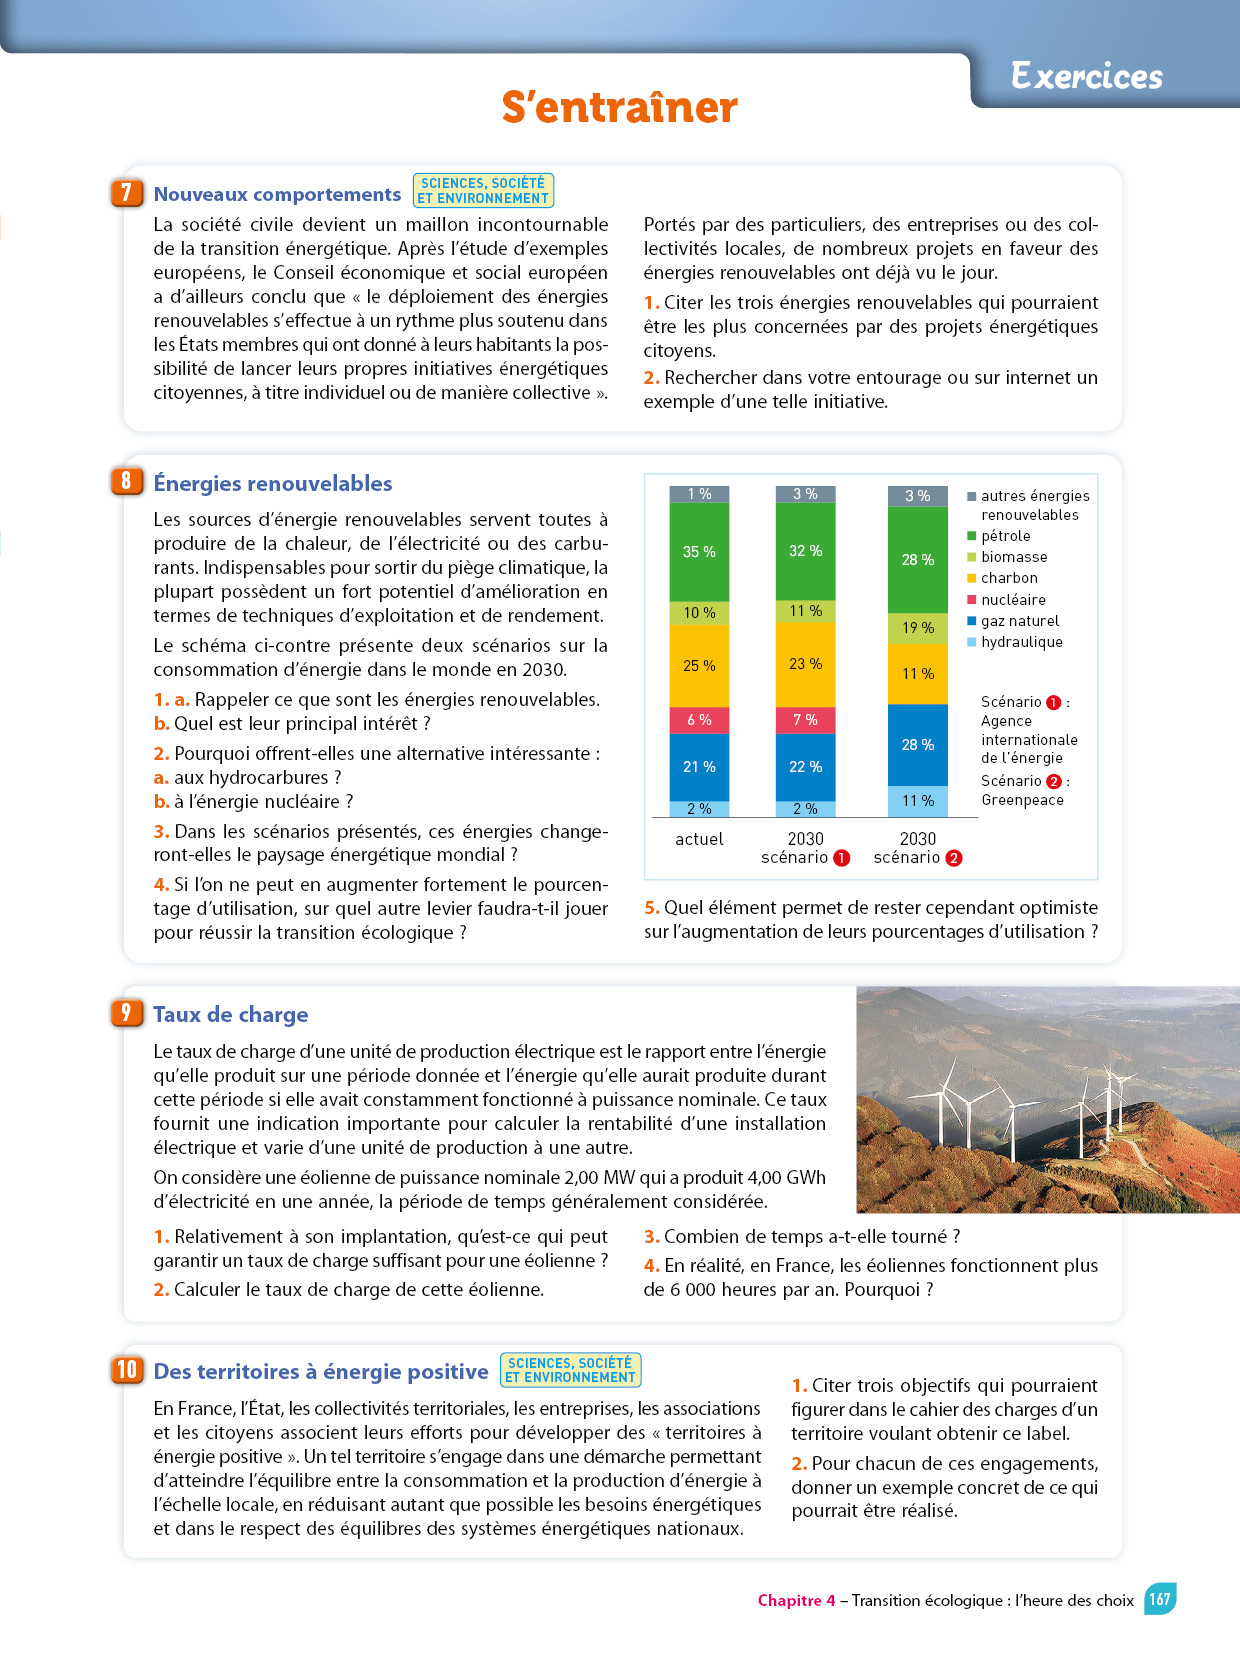 Exercices
S'entraîner
7 Nouveaux comportements SCIENCES, SOCIÉTÉ
ET ENVIRONNEMENT
La société civile devient un maillon incontournable
de la transition énergétique. Après l'étude d'exemples
européens, le Conseil économique et social européen
a d'ailleurs conclu que « le déploiement des énergies
renouvelables s'effectue à un rythme plus soutenu dans
les États membres qui ont donné à leurs habitants la pos-
sibilité de lancer leurs propres initiatives énergétiques
citoyennes, à titre individuel ou de manière collective ».
Portés par des particuliers, des entreprises ou des col-
lectivités locales, de nombreux projets en faveur des
énergies renouvelables ont déjà vu le jour.
1. Citer les trois énergies renouvelables qui pourraient
être les plus concernées par des projets énergétiques
citoyens.
2. Rechercher dans votre entourage ou sur internet un
exemple d'une telle initiative.
8 Énergies renouvelables
Les sources d'énergie renouvelables servent toutes à
produire de la chaleur, de l'électricité ou des carbu-
rants. Indispensables pour sortir du piège climatique, la
plupart possèdent un fort potentiel d'amélioration en
termes de techniques d'exploitation et de rendement.
Le schéma ci-contre présente deux scénarios sur la
consommation d'énergie dans le monde en 2030.
1. a. Rappeler ce que sont les énergies renouvelables.
b. Quel est leur principal intérêt ?
2. Pourquoi offrent-elles une alternative intéressante :
a. aux hydrocarbures ?
b. à l'énergie nucléaire ?
3. Dans les scénarios présentés, ces énergies change-
ront-elles le paysage énergétique mondial ?
4. Si l'on ne peut en augmenter fortement le pourcen-
tage d'utilisation, sur quel autre levier faudra-t-il jouer
pour réussir la transition écologique ?
1 %
35 %
10 %
25 %
6 %
21 %
2 %
actuel
3 %
32 %
11 %
23 %
7 %
22 %
2 %
2030
scénario 1
3 %
28 %
19 %
11 %
28 %
11 %
2030
scénario 2
autres énergies
renouvelables
pétrole
biomasse
charbon
nucléaire
gaz naturel
hydraulique
Scénario 1 :
Agence
internationale
de l'énergie
Scénario 2 :
Greenpeace
5. Quel élément permet de rester cependant optimiste
sur l'augmentation de leurs pourcentages d'utilisation ?
9 Taux de charge
Le taux de charge d'une unité de production électrique est le rapport entre l'énergie
qu'elle produit sur une période donnée et l'énergie qu'elle aurait produite durant
cette période si elle avait constamment fonctionné à puissance nominale. Ce taux
fournit une indication importante pour calculer la rentabilité d'une installation
électrique et varie d'une unité de production à une autre.
On considère une éolienne de puissance nominale 2,00 MW qui a produit 4,00 GWh
d'électricité en une année, la période de temps généralement considérée.
1. Relativement à son implantation, qu'est-ce qui peut
garantir un taux de charge suffisant pour une éolienne ?
2. Calculer le taux de charge de cette éolienne.
3. Combien de temps a-t-elle tourné ?
4. En réalité, en France, les éoliennes fonctionnent plus
de 6 000 heures par an. Pourquoi ?
10 Des territoires à énergie positive SCIENCES, SOCIÉTÉ
ET ENVIRONNEMENT
En France, l'État, les collectivités territoriales, les entreprises, les associations
et les citoyens associent leurs efforts pour développer des « territoires à
énergie positive ». Un tel territoire s'engage dans une démarche permettant
d'atteindre l'équilibre entre la consommation et la production d'énergie à
l'échelle locale, en réduisant autant que possible les besoins énergétiques
et dans le respect des équilibres des systèmes énergétiques nationaux.
1. Citer trois objectifs qui pourraient
figurer dans le cahier des charges d'un
territoire voulant obtenir ce label.
2. Pour chacun de ces engagements,
donner un exemple concret de ce qui
pourrait être réalisé.
Chapitre 4 – Transition écologique : l'heure des choix 167